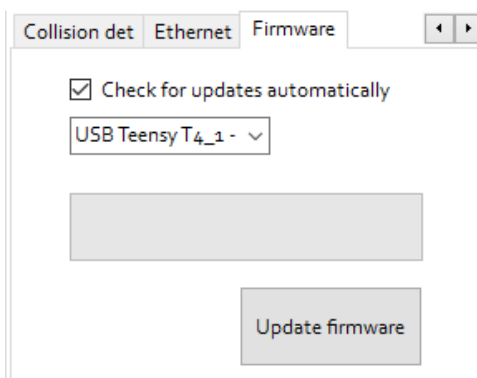 Collision det Ethernet Firmware
Check for updates automatically
USB Teensy T4_1 -
Update firmware